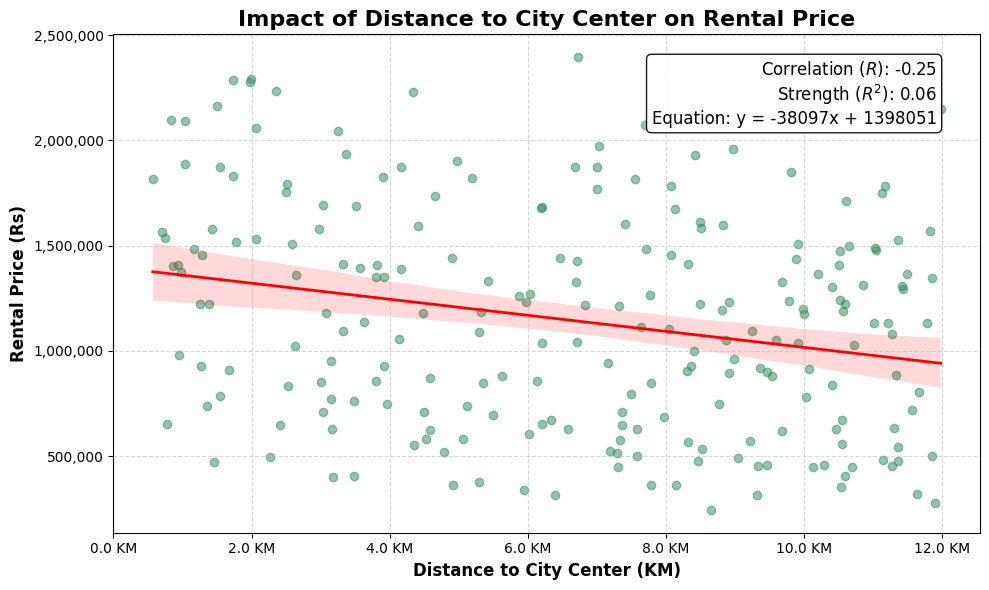 Impact of Distance to City Center on Rental Price
2,500,000
2,000,000
1,500,000
1,000,000
500,000
Rental Price (Rs)
Correlation (R): -0.25
Strength (R²): 0.06
Equation: y = -38097x + 1398051
0.0 KM 2.0 KM 4.0 KM 6.0 KM 8.0 KM 10.0 KM 12.0 KM
Distance to City Center (KM)